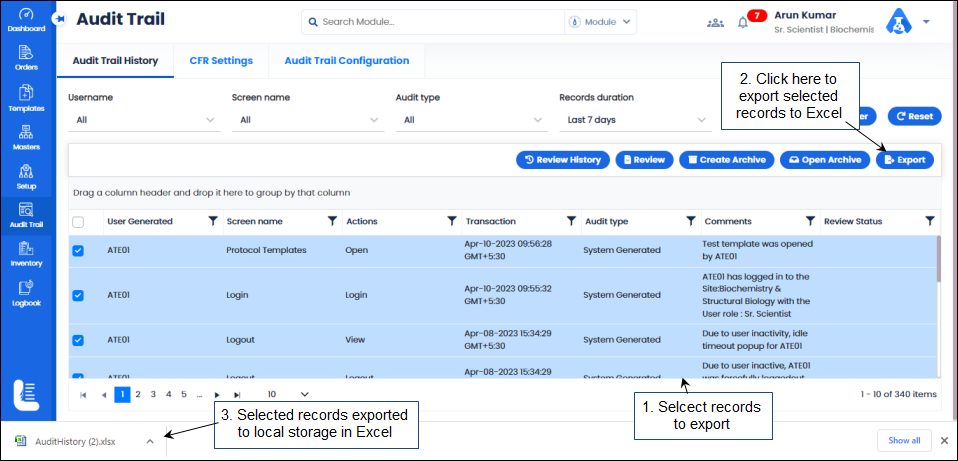 Dashboard
Orders
Templates
Masters
Setup
Audit Trail
Inventory
Logbook
Audit Trail
Search Module...
Module
7
Arun Kumar
Sr. Scientist | Biochemis
Audit Trail History
CFR Settings
Audit Trail Configuration
2. Click here to
export selected
records to Excel
Username
Screen name
Audit type
Records duration
All
All
All
Last 7 days
Reset
Review History
Review
Create Archive
Open Archive
Export
Drag a column header and drop it here to group by that column
User Generated
Screen name
Actions
Transaction
Audit type
Comments
Review Status
ATE01
Protocol Templates
Open
Apr-10-2023 09:56:28
GMT+5:30
System Generated
Test template was opened
by ATE01
ATE01
Login
Login
Apr-10-2023 09:55:32
GMT+5:30
System Generated
ATE01 has logged in to the
Site:Biochemistry &
Structural Biology with the
User role : Sr. Scientist
ATE01
Logout
View
Apr-08-2023 15:34:29
GMT+5:30
System Generated
Due to user inactivity, idle
timeout popup for ATE01
ATE01
Logout
Logout
Apr-08-2023 15:34:29
System Generated
Due to user inactive, ATE01
was forcefully loggedout
1 2 3 4 5 ...
10
1 - 10 of 340 items
1. Selcect records
to export
3. Selected records exported
to local storage in Excel
AuditHistory (2).xlsx
Show all